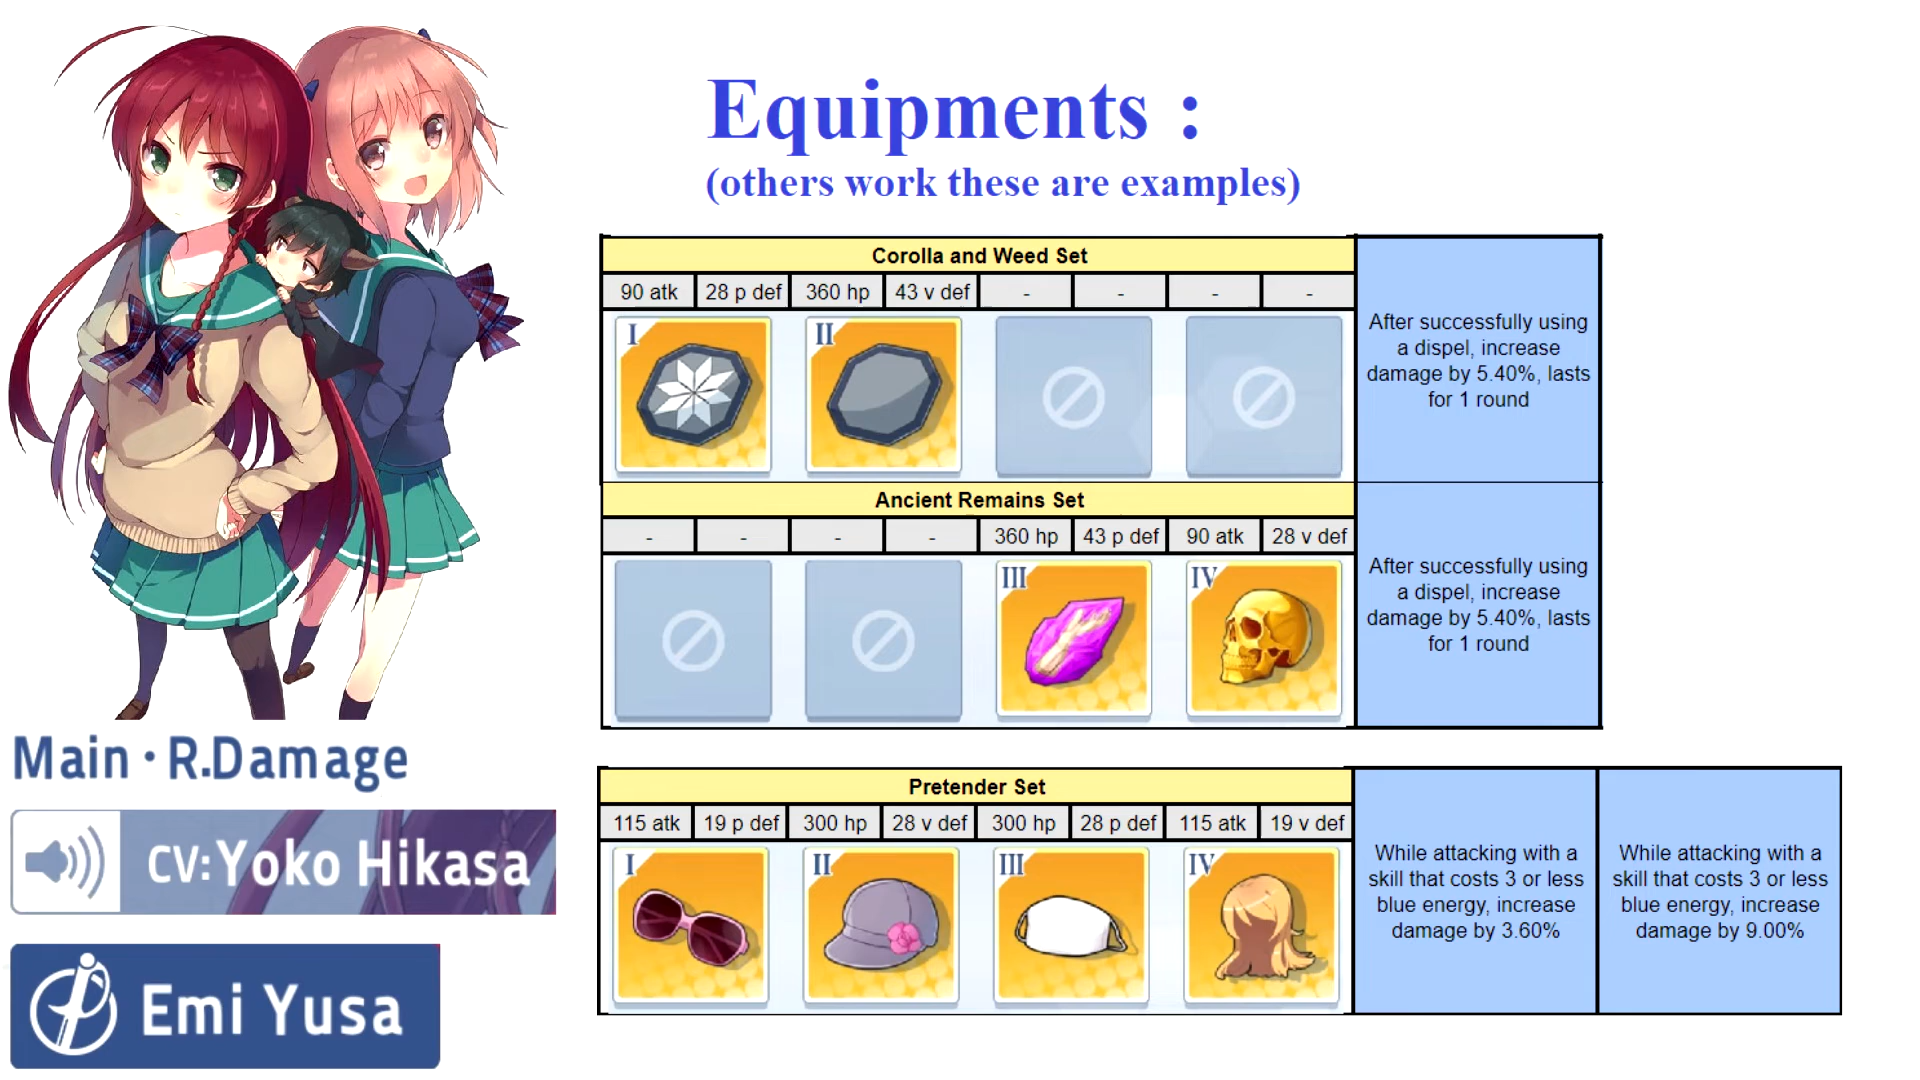 Equipments :
(others work these are examples)
Corolla and Weed Set
90 atk 28 p def 360 hp 43 v def - - - -
I II
After successfully using
a dispel, increase
damage by 5.40%, lasts
for 1 round
Ancient Remains Set
- - - - 360 hp 43 p def 90 atk 28 v def
III IV
After successfully using
a dispel, increase
damage by 5.40%, lasts
for 1 round
Main · R.Damage
CV:Yoko Hikasa
Emi Yusa
Pretender Set
115 atk 19 p def 300 hp 28 v def 300 hp 28 p def 115 atk 19 v def
I II III IV
While attacking with a
skill that costs 3 or less
blue energy, increase
damage by 3.60%
While attacking with a
skill that costs 3 or less
blue energy, increase
damage by 9.00%